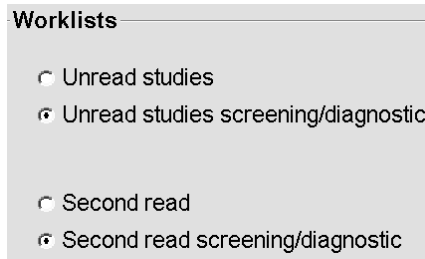 Worklists
Unread studies
Unread studies screening/diagnostic
Second read
Second read screening/diagnostic